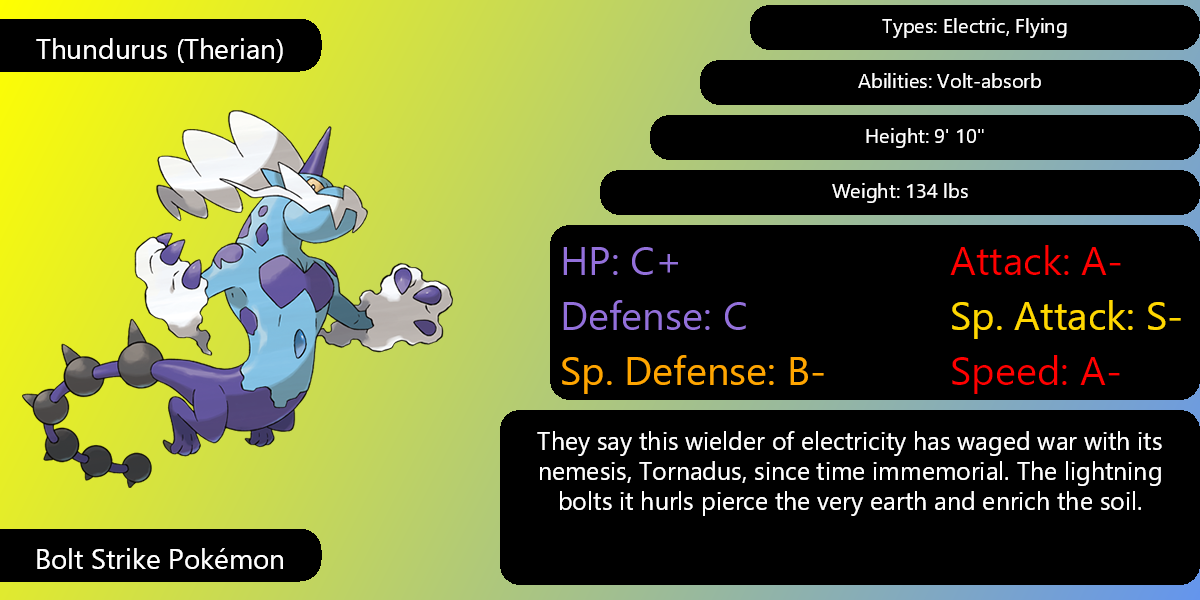 Thundurus (Therian)
Types: Electric, Flying
Abilities: Volt-absorb
Height: 9' 10"
Weight: 134 lbs
HP: C+
Attack: A-
Defense: C
Sp. Attack: S-
Sp. Defense: B-
Speed: A-
They say this wielder of electricity has waged war with its
nemesis, Tornadus, since time immemorial. The lightning
bolts it hurls pierce the very earth and enrich the soil.
Bolt Strike Pokémon